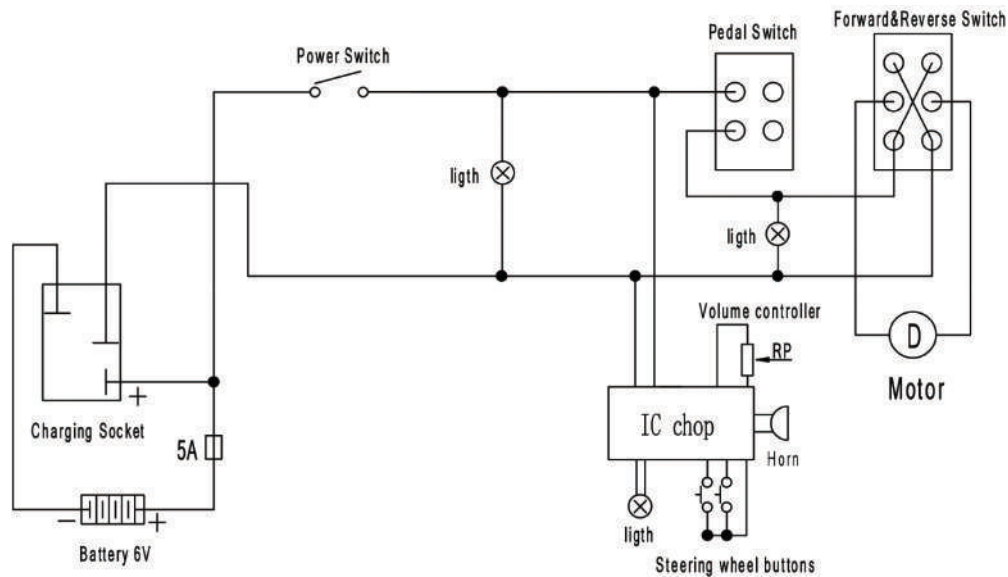 Forward&Reverse Switch
Pedal Switch
Power Switch
ligth
ligth
Volume controller
RP
D
Motor
+
Charging Socket
5A
IC chop
Horn
− +
ligth
Battery 6V
Steering wheel buttons